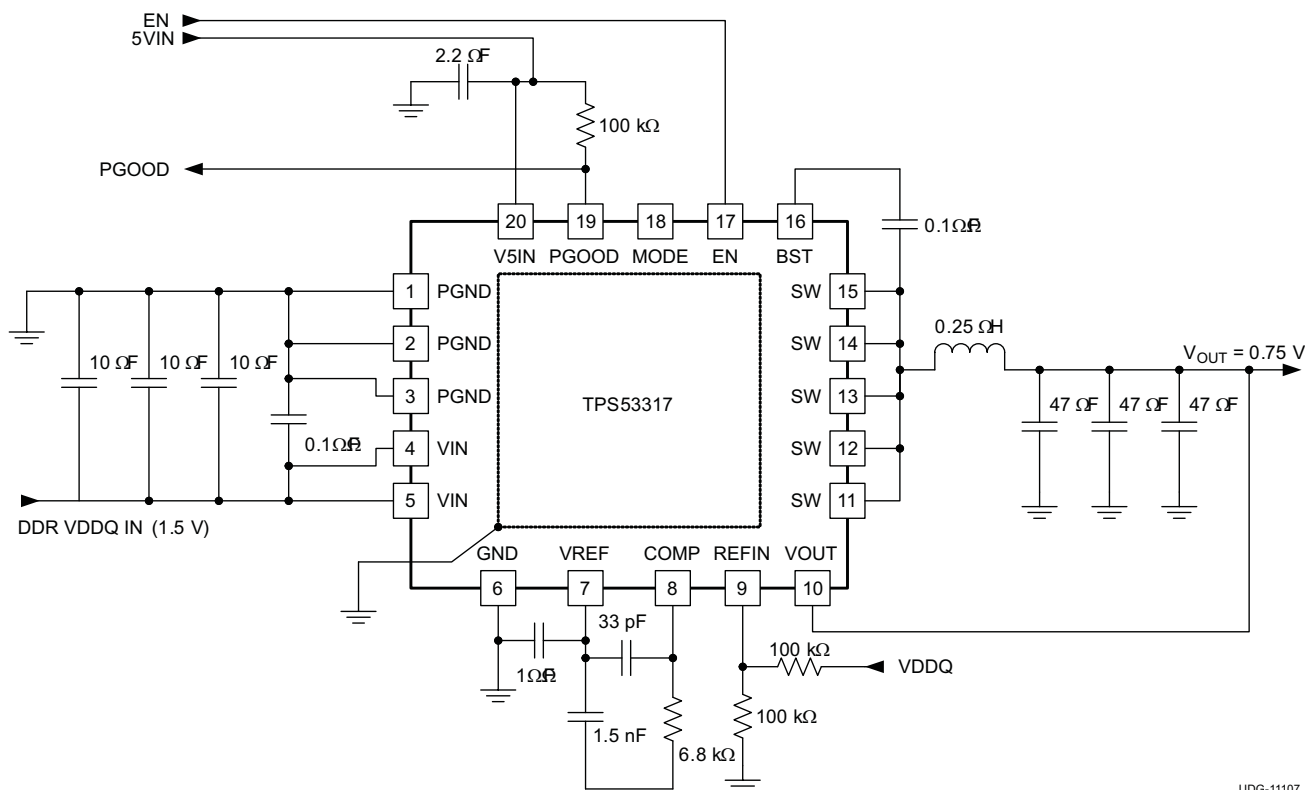 EN
5VIN
2.2 ΩF
100 kΩ
PGOOD
20
19
18
17
16
V5IN
PGOOD
MODE
EN
BST
0.1ΩF
1
PGND
SW
15
0.25 ΩH
2
PGND
SW
14
VOUT = 0.75 V
10 ΩF
10 ΩF
10 ΩF
3
PGND
TPS53317
SW
13
47 ΩF
47 ΩF
47 ΩF
0.1ΩF
4
VIN
SW
12
5
VIN
SW
11
DDR VDDQ IN (1.5 V)
GND
VREF
COMP
REFIN
VOUT
6
7
8
9
10
33 pF
1ΩF
100 kΩ
VDDQ
1.5 nF
6.8 kΩ
100 kΩ
UDG-11107